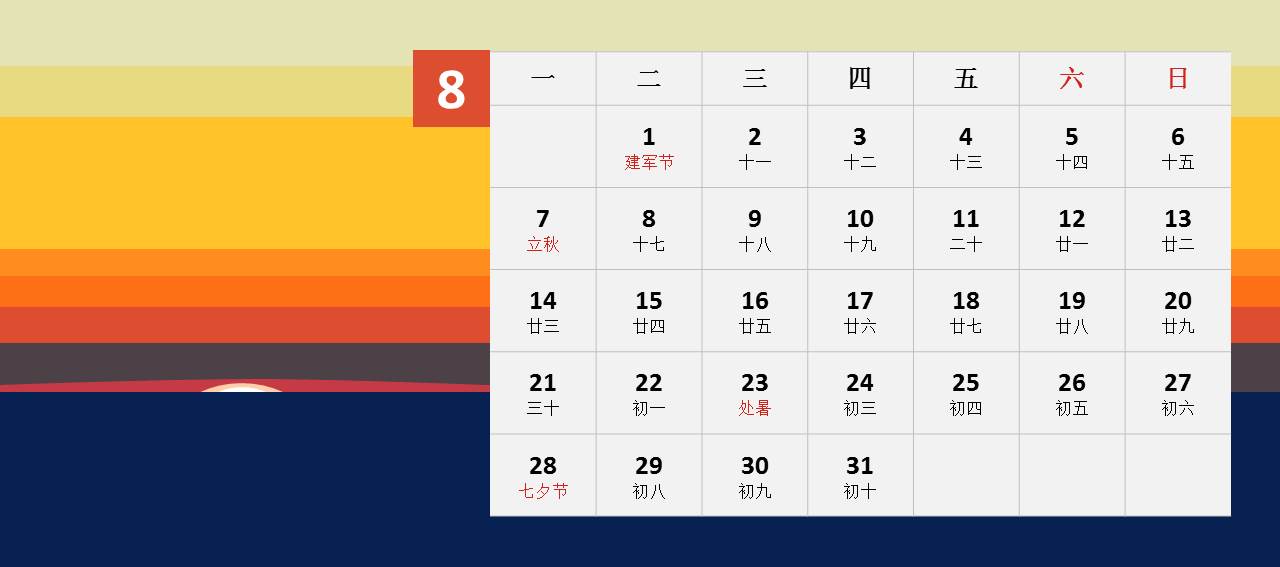 8
一 二 三 四 五 六 日
1 2 3 4 5 6
建军节 十一 十二 十三 十四 十五
7 8 9 10 11 12 13
立秋 十七 十八 十九 二十 廿一 廿二
14 15 16 17 18 19 20
廿三 廿四 廿五 廿六 廿七 廿八 廿九
21 22 23 24 25 26 27
三十 初一 处暑 初三 初四 初五 初六
28 29 30 31
七夕节 初八 初九 初十